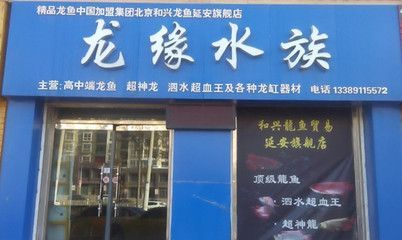 精品龙鱼中国加盟集团北京和兴龙鱼延安旗舰店
龙缘水族
主营:高中端龙鱼 超神龙 泗水超血王及各种龙缸器材 电话13389115572
和兴龍鱼贸易
延安旗舰店
顶级龍鱼
·泗水超血王
·超神龍